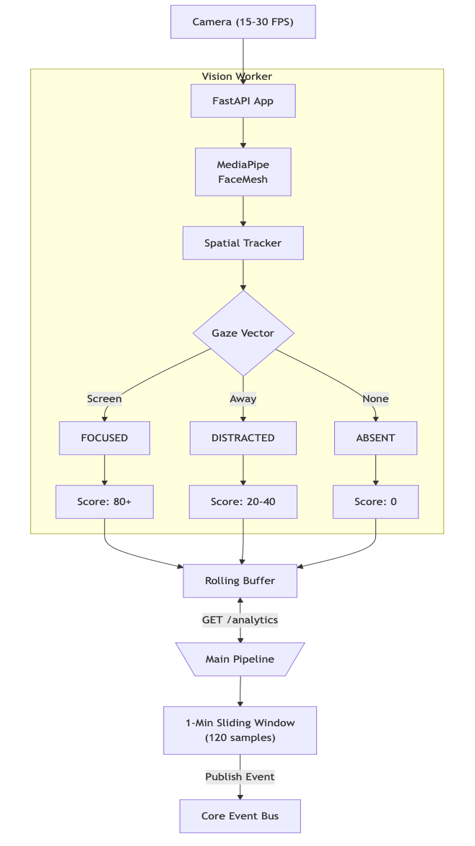 Camera (15-30 FPS)
Vision Worker
FastAPI App
MediaPipe
FaceMesh
Spatial Tracker
Gaze Vector
Screen
Away
None
FOCUSED
DISTRACTED
ABSENT
Score: 80+
Score: 20-40
Score: 0
Rolling Buffer
GET /analytics
Main Pipeline
1-Min Sliding Window
(120 samples)
Publish Event
Core Event Bus